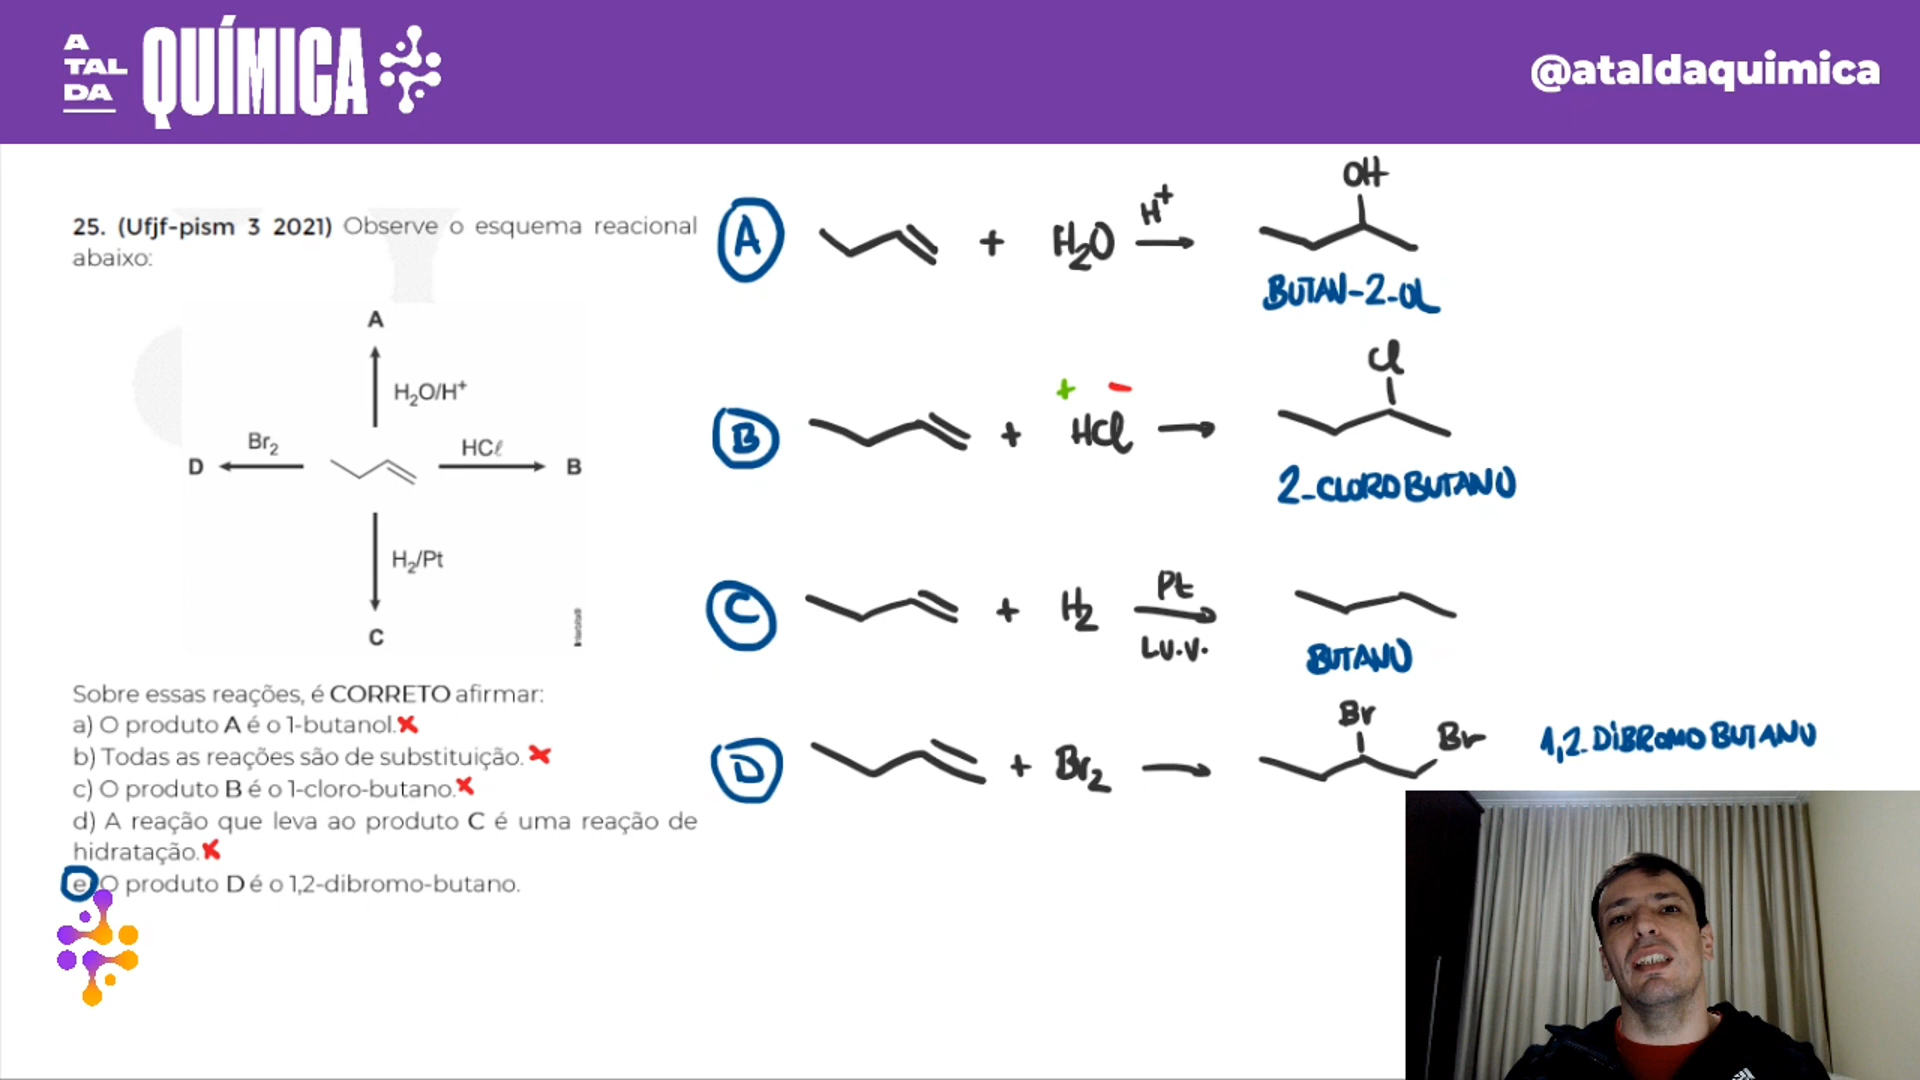 A
TAL
DA
QUÍMICA
@ataldaquimica
25. (Ufjf-pism 3 2021) Observe o esquema reacional
abaixo:
A
H₂O/H⁺
Br₂
HCℓ
D
B
H₂/Pt
C
Sobre essas reações, é CORRETO afirmar:
a) O produto A é o 1-butanol.
b) Todas as reações são de substituição.
c) O produto B é o 1-cloro-butano.
d) A reação que leva ao produto C é uma reação de
hidratação.
e) O produto D é o 1,2-dibromo-butano.
A + H₂O H⁺ OH
BUTAN-2-OL
+ -
B + HCl → Cl
2-CLOROBUTANO
C + H₂ Pt
L.U.V.
BUTANO
D + Br₂ → Br Br 1,2-DIBROMOBUTANO